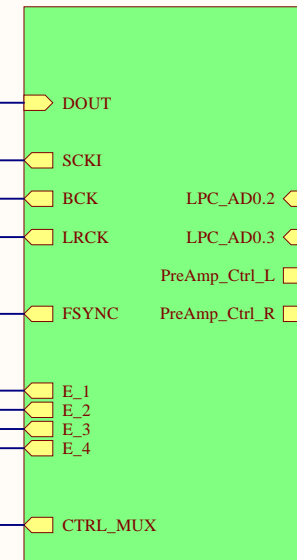 DOUT
SCKI
BCK
LPC_AD0.2
LRCK
LPC_AD0.3
PreAmp_Ctrl_L
FSYNC
PreAmp_Ctrl_R
E_1
E_2
E_3
E_4
CTRL_MUX